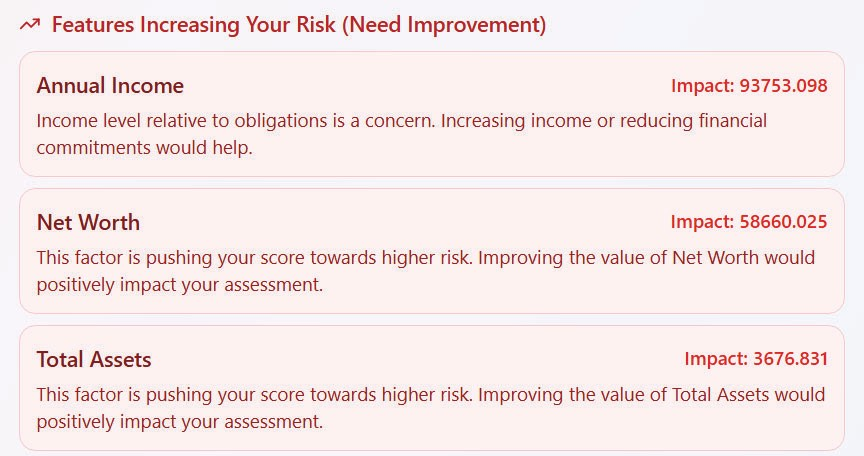 Features Increasing Your Risk (Need Improvement)
Annual Income
Impact: 93753.098
Income level relative to obligations is a concern. Increasing income or reducing financial
commitments would help.
Net Worth
Impact: 58660.025
This factor is pushing your score towards higher risk. Improving the value of Net Worth would
positively impact your assessment.
Total Assets
Impact: 3676.831
This factor is pushing your score towards higher risk. Improving the value of Total Assets would
positively impact your assessment.